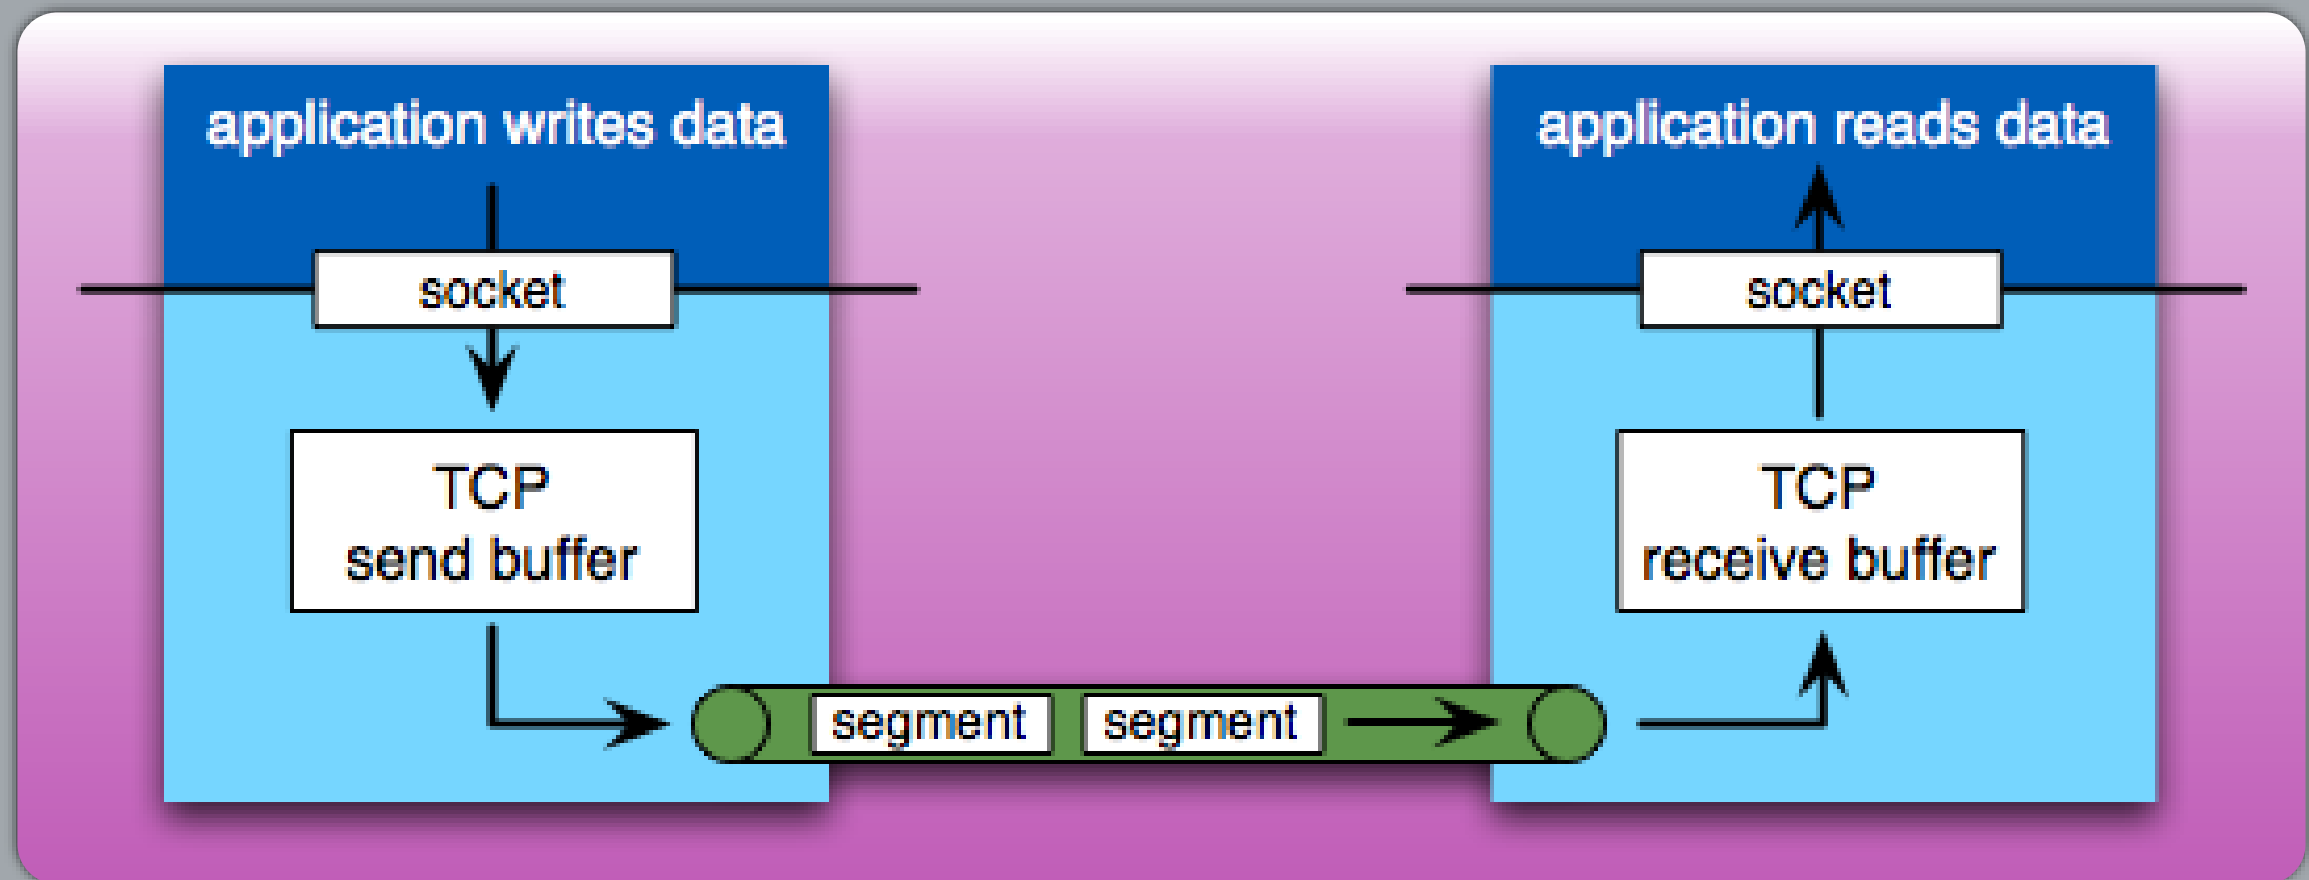 application writes data
socket
TCP
send buffer
segment
segment
application reads data
socket
TCP
receive buffer